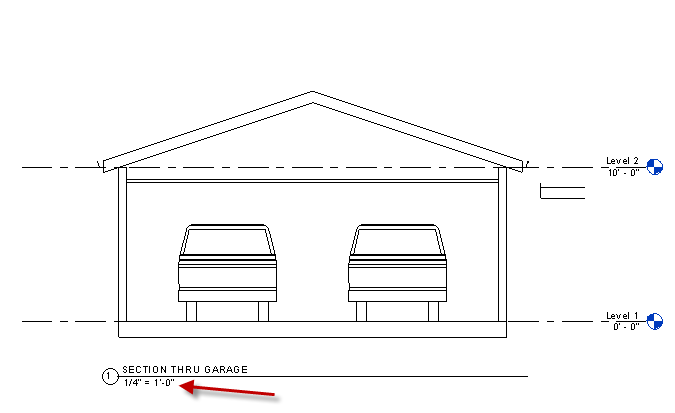 Level 2
10' - 0"
Level 1
0' - 0"
1
SECTION THRU GARAGE
1/4" = 1'-0"